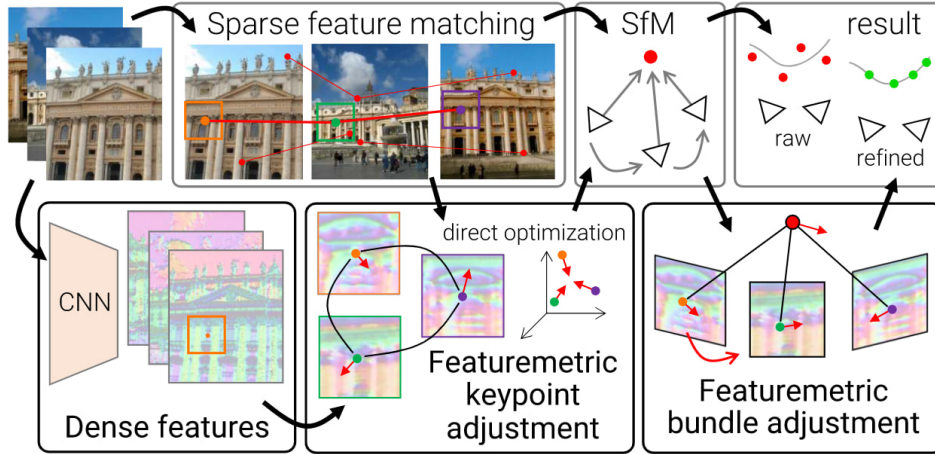 Sparse feature matching
SfM
result
raw
refined
CNN
Dense features
direct optimization
Featuremetric
keypoint
adjustment
Featuremetric
bundle adjustment